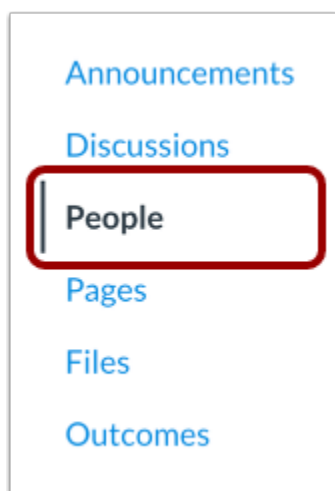 Announcements
Discussions
People
Pages
Files
Outcomes